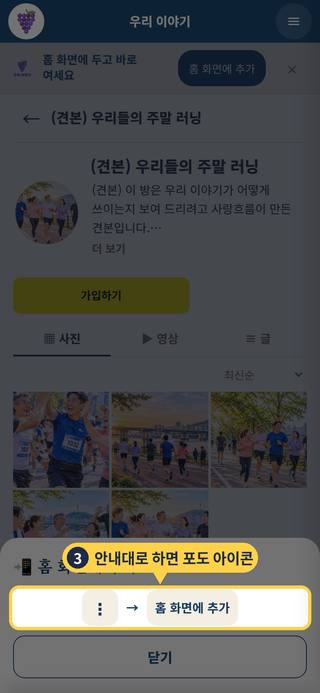 우리 이야기
홈 화면에 두고 바로
여세요
홈 화면에 추가
×
← (견본) 우리들의 주말 러닝
(견본) 우리들의 주말 러닝
(견본) 이 방은 우리 이야기가 어떻게
쓰이는지 보여 드리려고 사랑흐름이 만든
견본입니다.…
더 보기
가입하기
사진 영상 글
최신순
3 안내대로 하면 포도 아이콘
홈 화
⋮ → 홈 화면에 추가
닫기